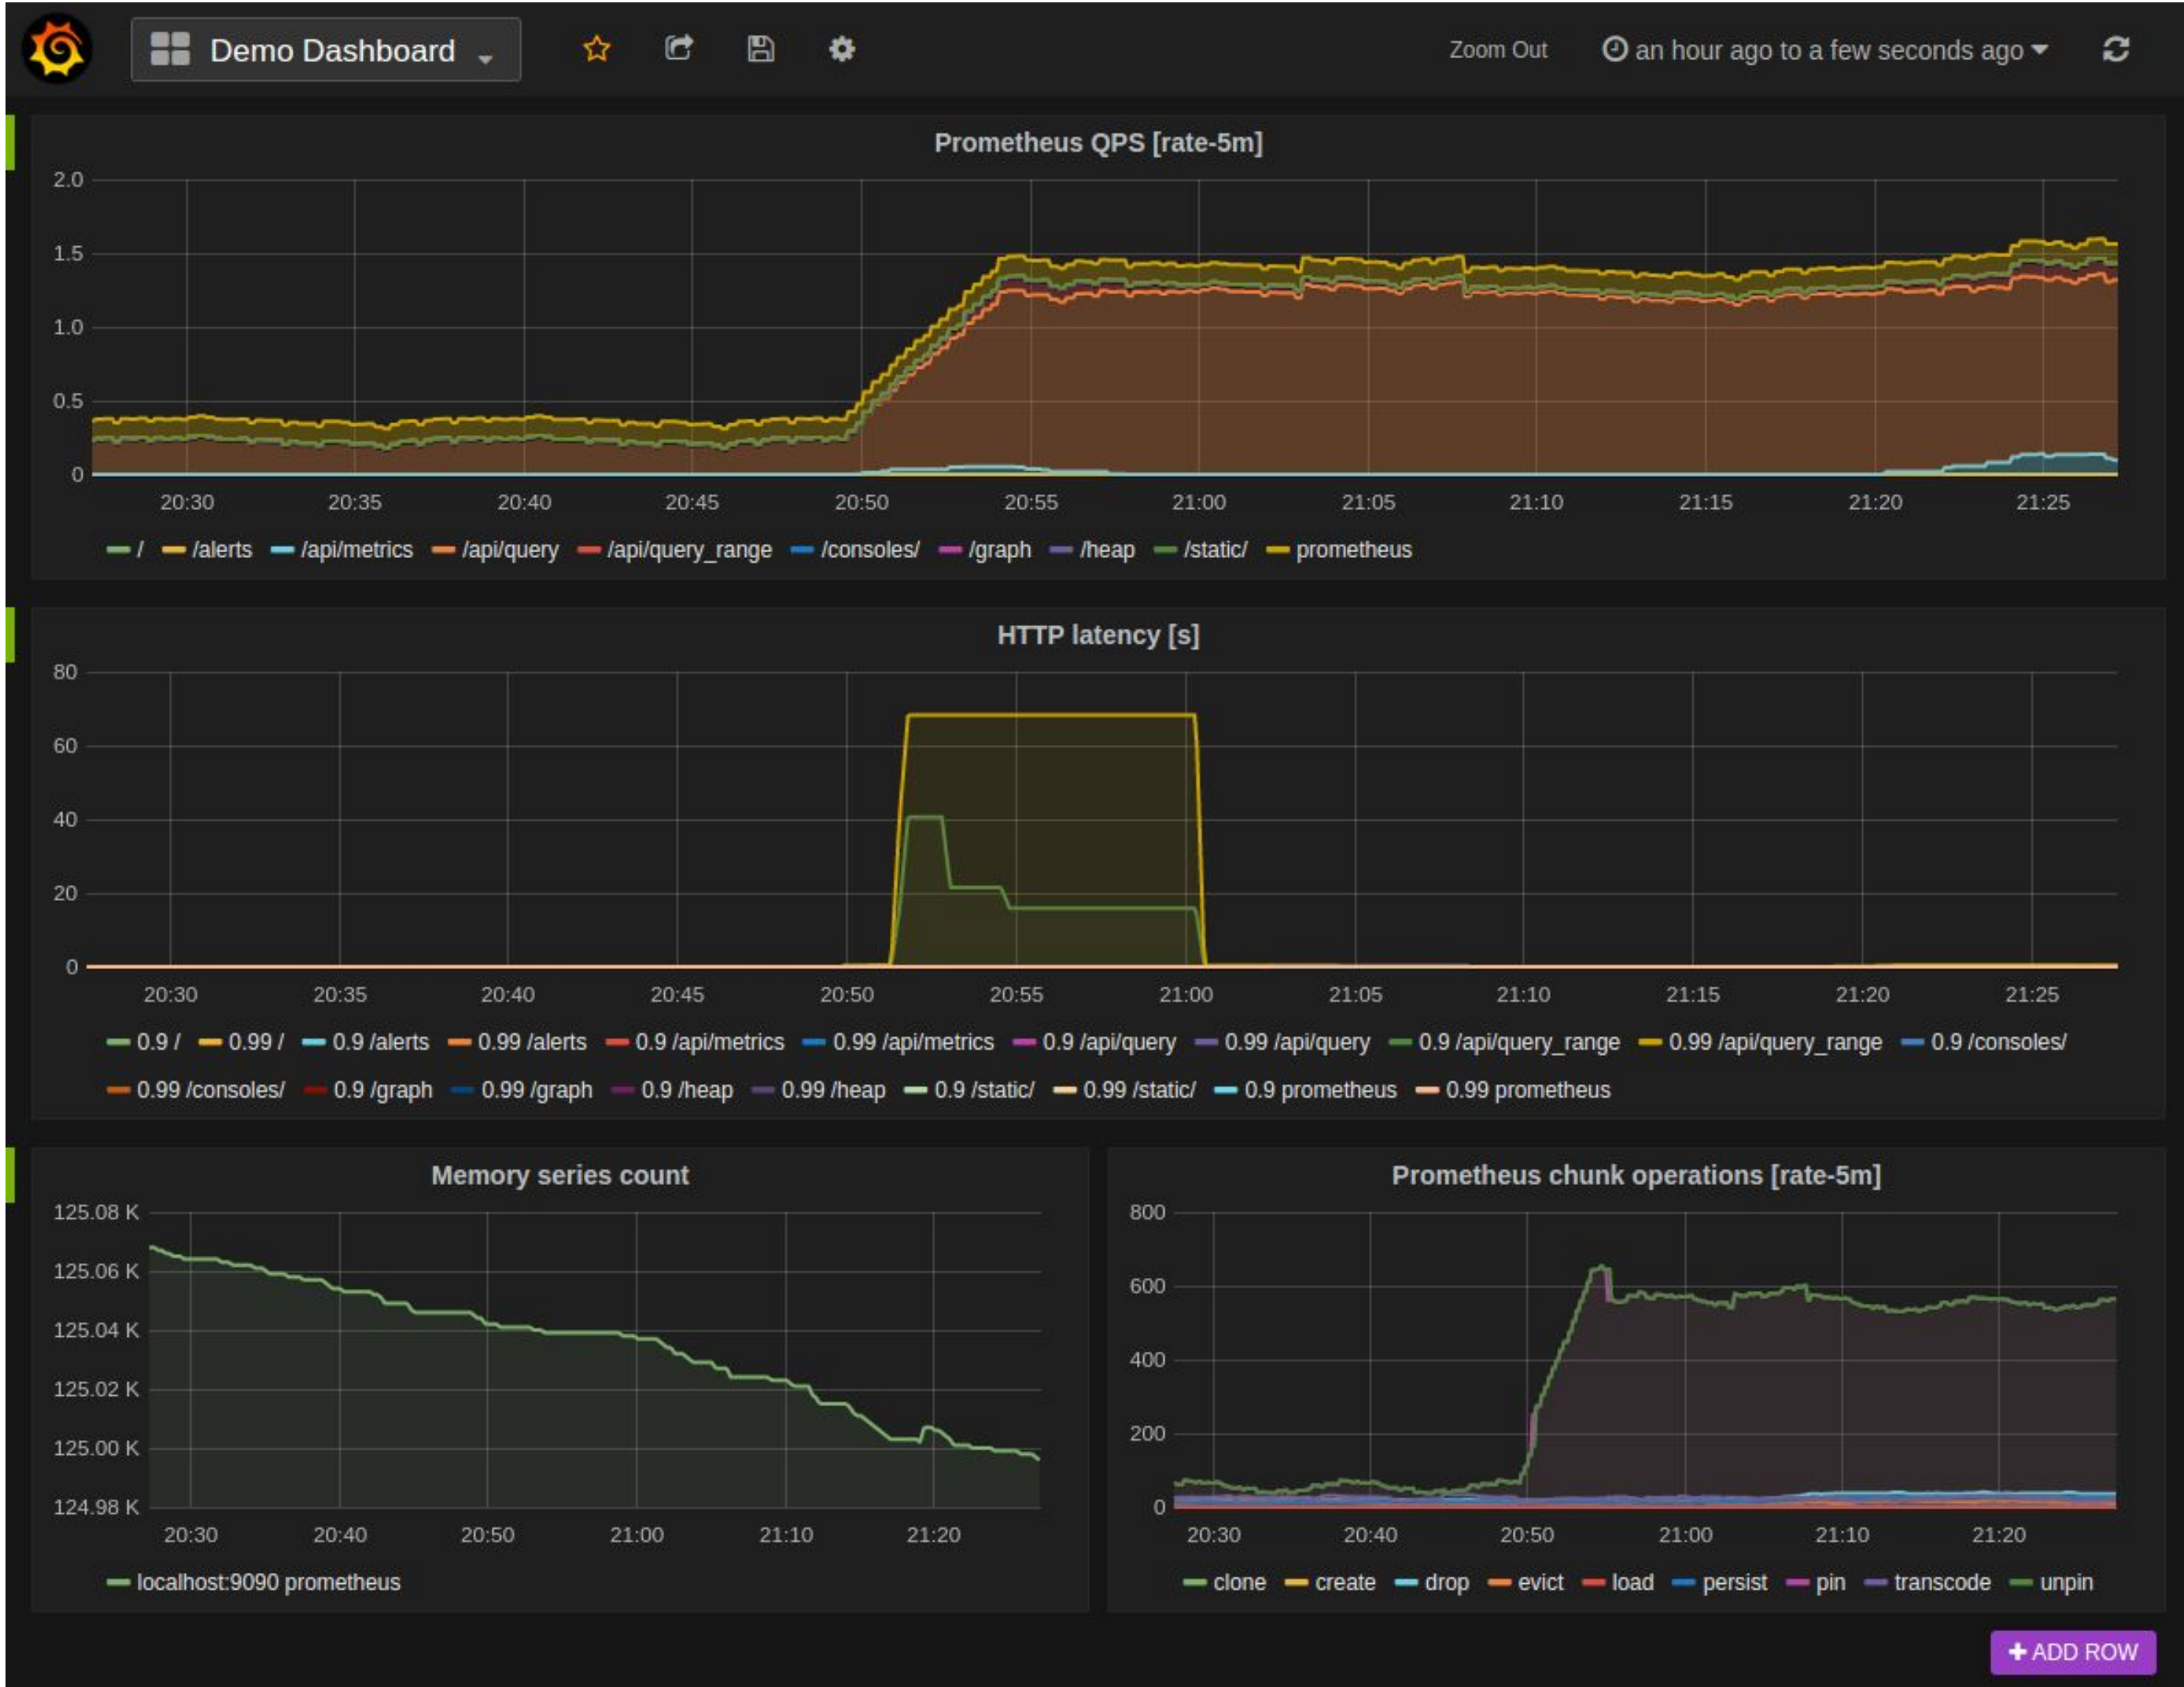 Demo Dashboard
Zoom Out
an hour ago to a few seconds ago
Prometheus QPS [rate-5m]
2.0
1.5
1.0
0.5
0
20:30 20:35 20:40 20:45 20:50 20:55 21:00 21:05 21:10 21:15 21:20 21:25
/ /alerts /api/metrics /api/query /api/query_range /consoles/ /graph /heap /static/ prometheus
HTTP latency [s]
80
60
40
20
0
20:30 20:35 20:40 20:45 20:50 20:55 21:00 21:05 21:10 21:15 21:20 21:25
0.9 / 0.99 / 0.9 /alerts 0.99 /alerts 0.9 /api/metrics 0.99 /api/metrics 0.9 /api/query 0.99 /api/query 0.9 /api/query_range 0.99 /api/query_range 0.9 /consoles/
0.99 /consoles/ 0.9 /graph 0.99 /graph 0.9 /heap 0.99 /heap 0.9 /static/ 0.99 /static/ 0.9 prometheus 0.99 prometheus
Memory series count
125.08 K
125.06 K
125.04 K
125.02 K
125.00 K
124.98 K
20:30 20:40 20:50 21:00 21:10 21:20
localhost:9090 prometheus
Prometheus chunk operations [rate-5m]
800
600
400
200
0
20:30 20:40 20:50 21:00 21:10 21:20
clone create drop evict load persist pin transcode unpin
ADD ROW